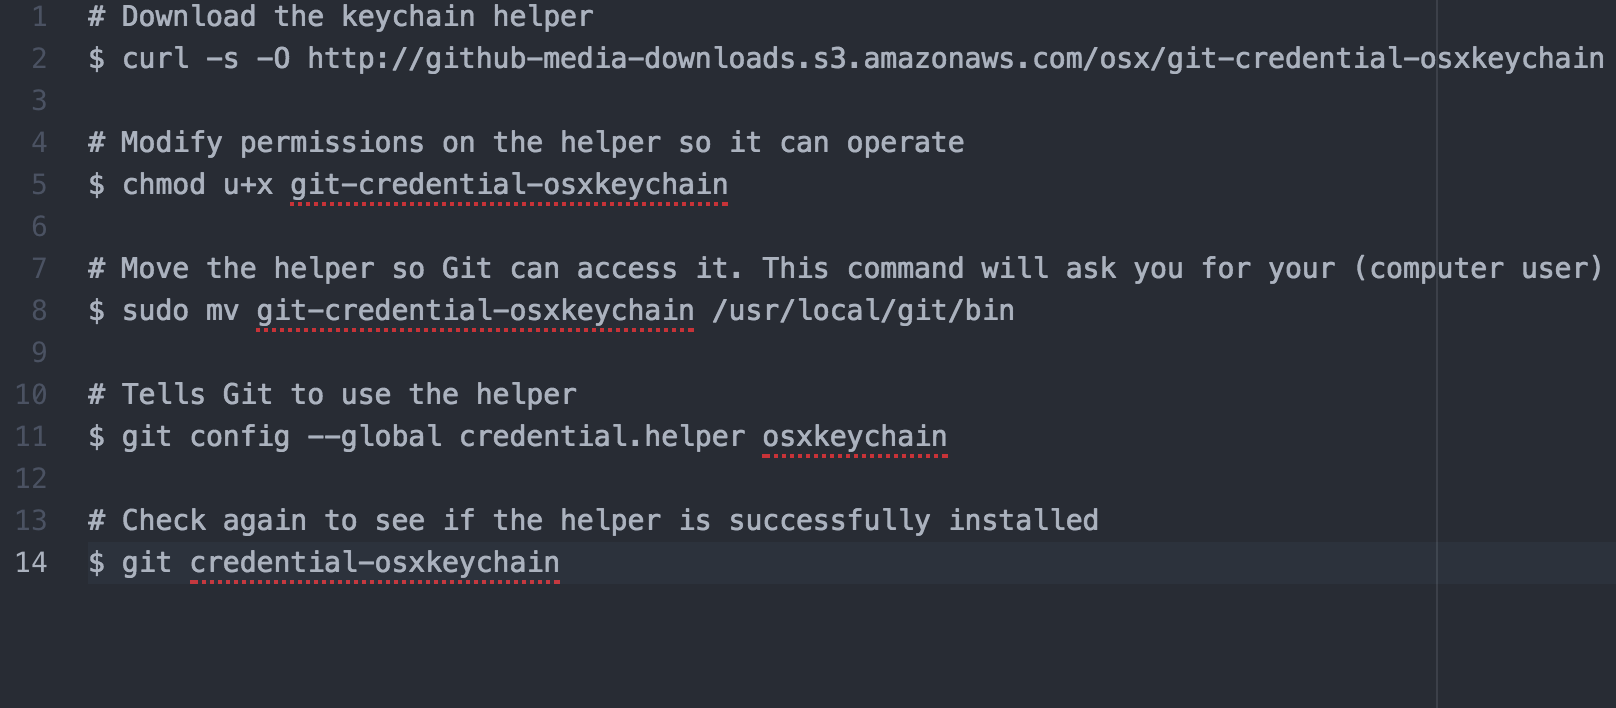 1 # Download the keychain helper
2 $ curl -s -O http://github-media-downloads.s3.amazonaws.com/osx/git-credential-osxkeychain
3
4 # Modify permissions on the helper so it can operate
5 $ chmod u+x git-credential-osxkeychain
6
7 # Move the helper so Git can access it. This command will ask you for your (computer user)
8 $ sudo mv git-credential-osxkeychain /usr/local/git/bin
9
10 # Tells Git to use the helper
11 $ git config --global credential.helper osxkeychain
12
13 # Check again to see if the helper is successfully installed
14 $ git credential-osxkeychain